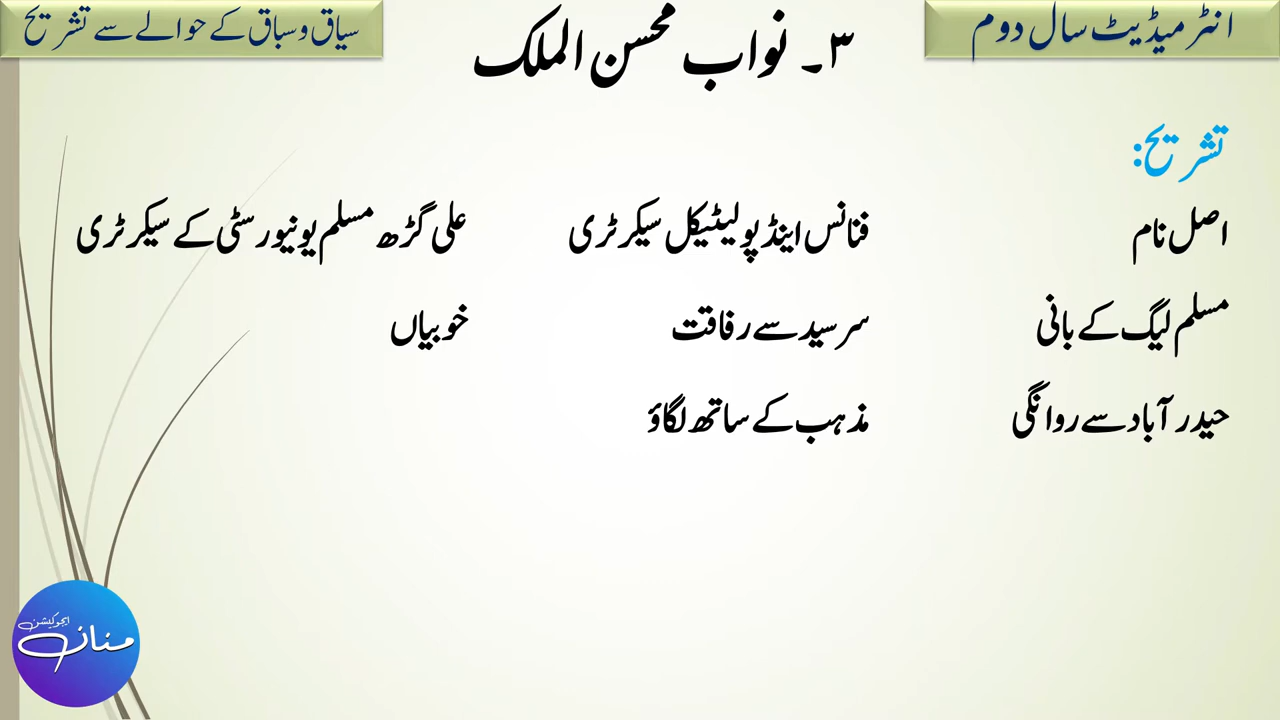 انٹرمیڈیٹ سال دوم
سیاق و سباق کے حوالے سے تشریح
۳۔ نواب محسن الملک
تشریح:
اصل نام فنانس اینڈ پولیٹیکل سیکرٹری علی گڑھ مسلم یونیورسٹی کے سیکرٹری
مسلم لیگ کے بانی سرسید سے رفاقت خوبیاں
حیدر آباد سے روانگی مذہب کے ساتھ لگاؤ
ایجوکیشن
منان